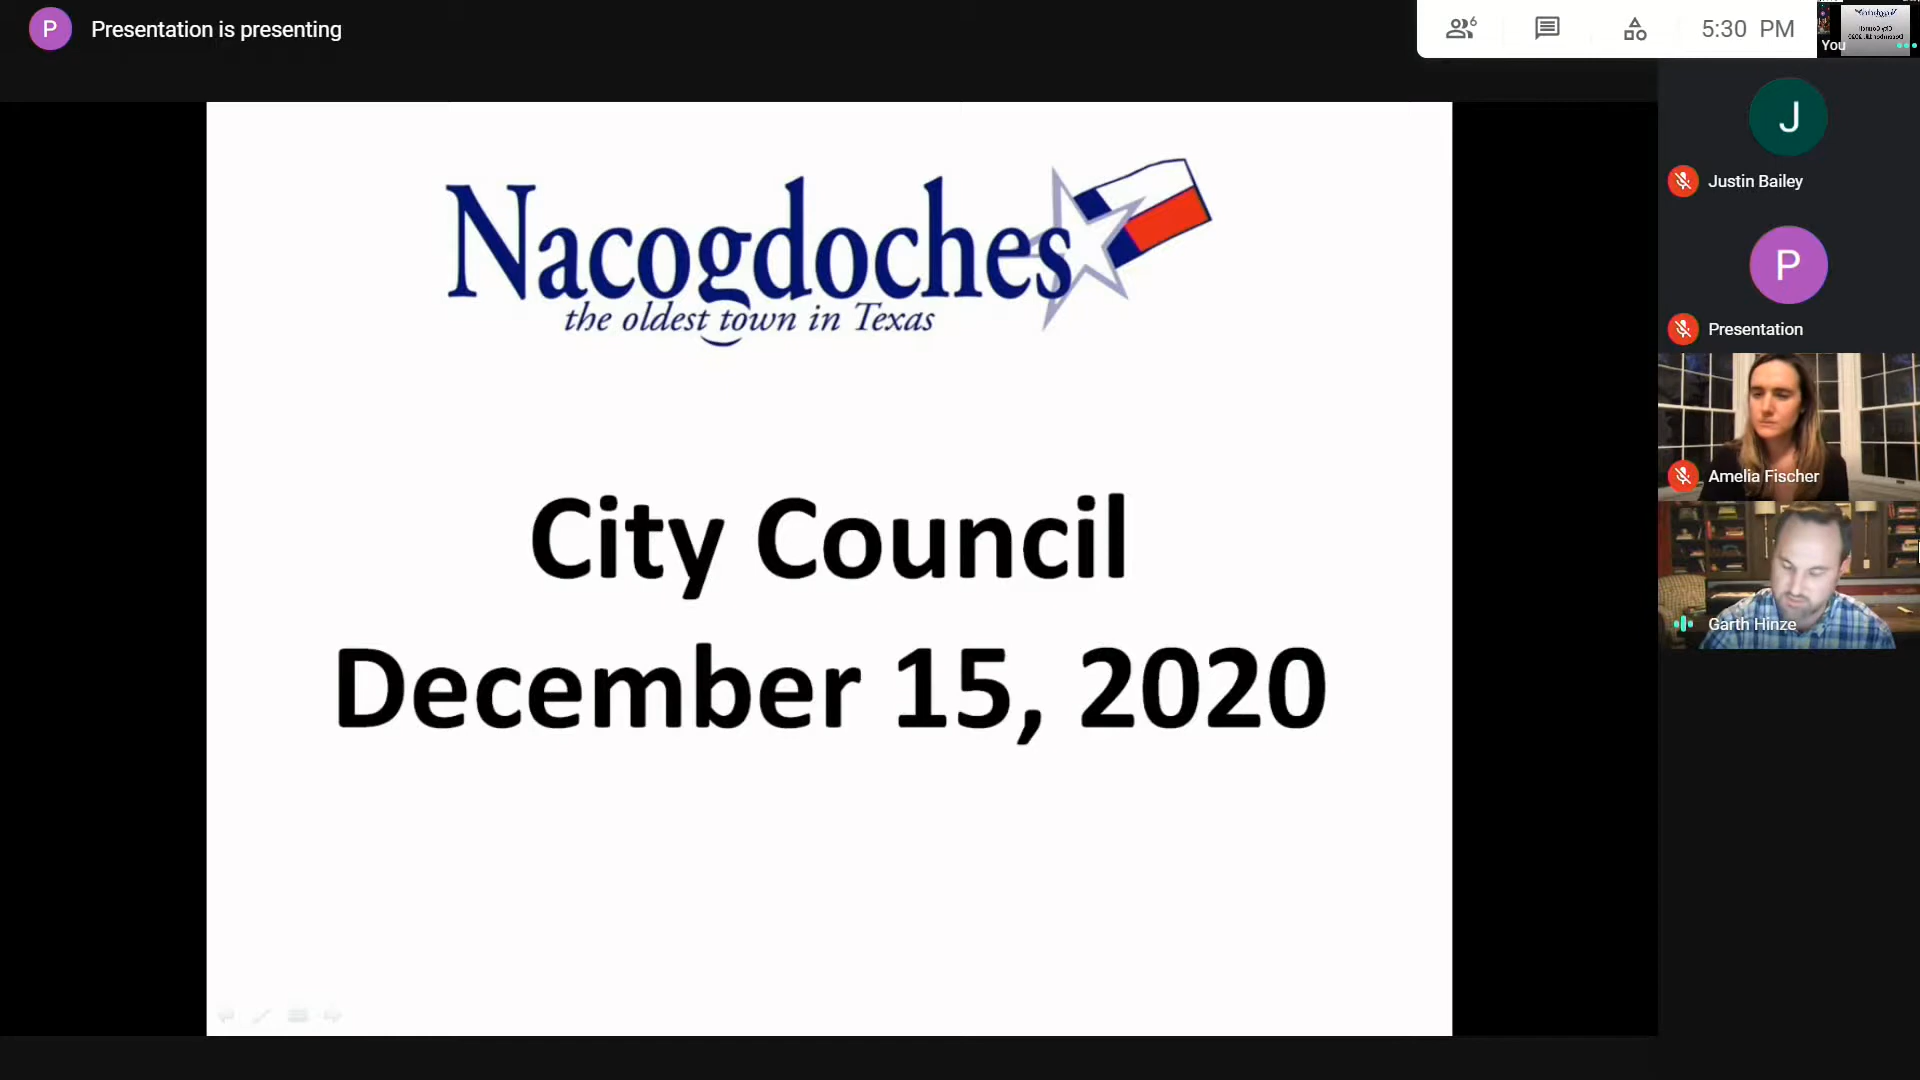 P Presentation is presenting
6
5:30 PM
You
J
Justin Bailey
P
Presentation
Amelia Fischer
Garth Hinze
Nacogdoches
the oldest town in Texas
City Council
December 15, 2020